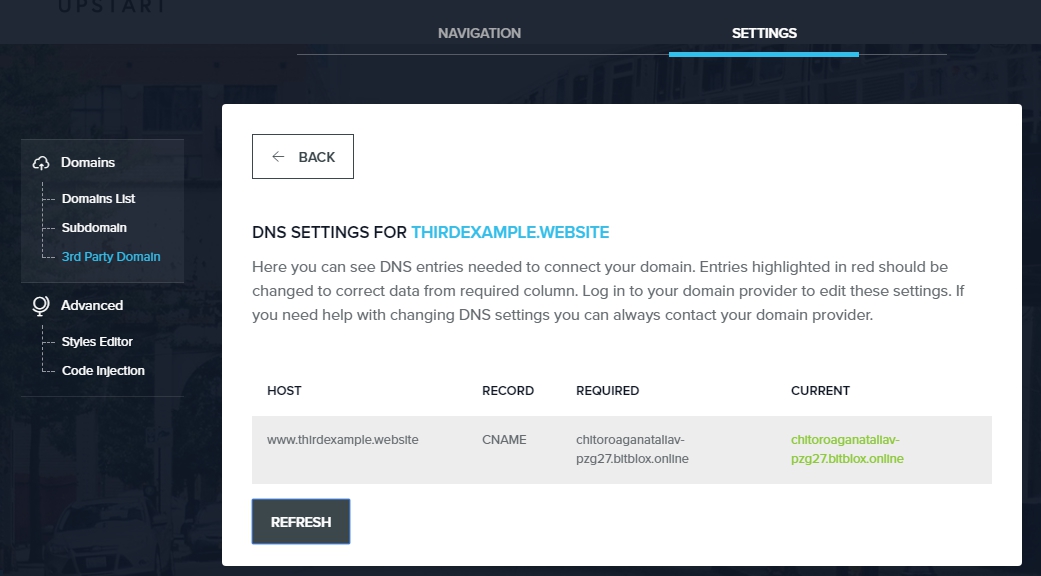 UPSTART
NAVIGATION
SETTINGS
Domains
Domains List
Subdomain
3rd Party Domain
Advanced
Styles Editor
Code Injection
← BACK
DNS SETTINGS FOR THIRDEXAMPLE.WEBSITE
Here you can see DNS entries needed to connect your domain. Entries highlighted in red should be
changed to correct data from required column. Log in to your domain provider to edit these settings. If
you need help with changing DNS settings you can always contact your domain provider.
HOST RECORD REQUIRED CURRENT
www.thirdexample.website CNAME chitoroaganataliav- chitoroaganataliav-
pzg27.bitblox.online pzg27.bitblox.online
REFRESH